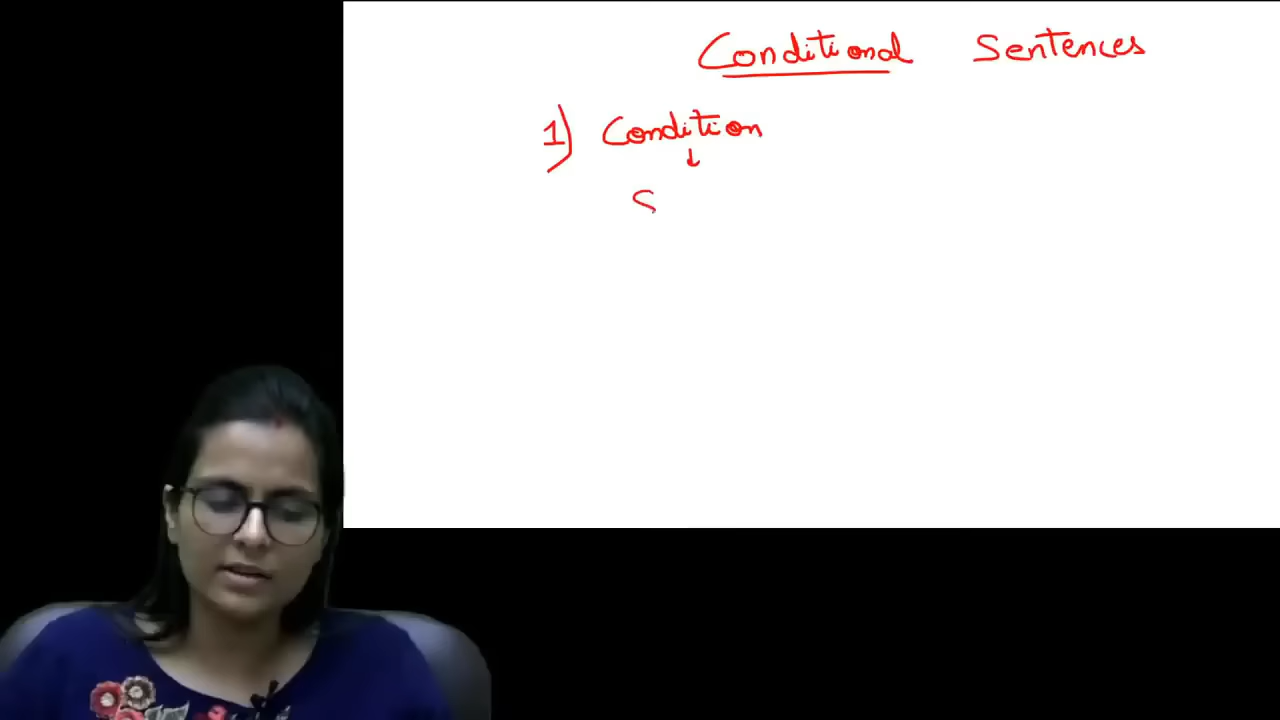 Conditional Sentences
1) Condition
↓
S